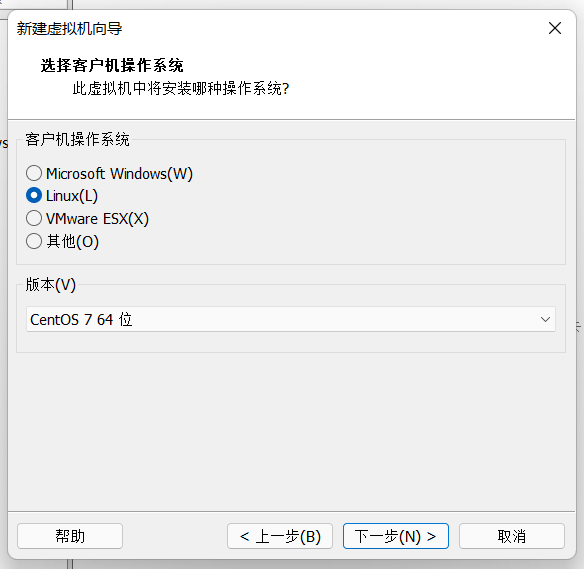 新建虚拟机向导
选择客户机操作系统
此虚拟机中将安装哪种操作系统?
客户机操作系统
Microsoft Windows(W)
Linux(L)
VMware ESX(X)
其他(O)
版本(V)
CentOS 7 64 位
帮助
< 上一步(B)
下一步(N) >
取消